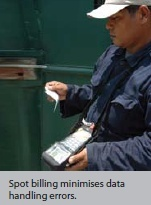 Spot billing minimises data
handling errors.